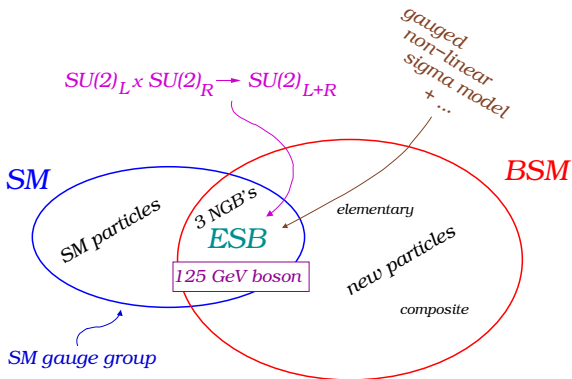 gauged
non-linear
sigma model
+ ...
SU(2)L x SU(2)R → SU(2)L+R
SM
BSM
SM particles
3 NGB's
elementary
ESB
new particles
125 GeV boson
composite
SM gauge group